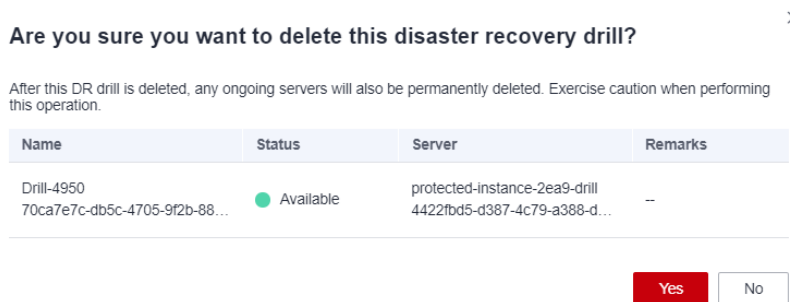 Are you sure you want to delete this disaster recovery drill?
After this DR drill is deleted, any ongoing servers will also be permanently deleted. Exercise caution when performing
this operation.
Name Status Server Remarks
Drill-4950
70ca7e7c-db5c-4705-9f2b-88...
Available
protected-instance-2ea9-drill
4422fbd5-d387-4c79-a388-d...
--
Yes No